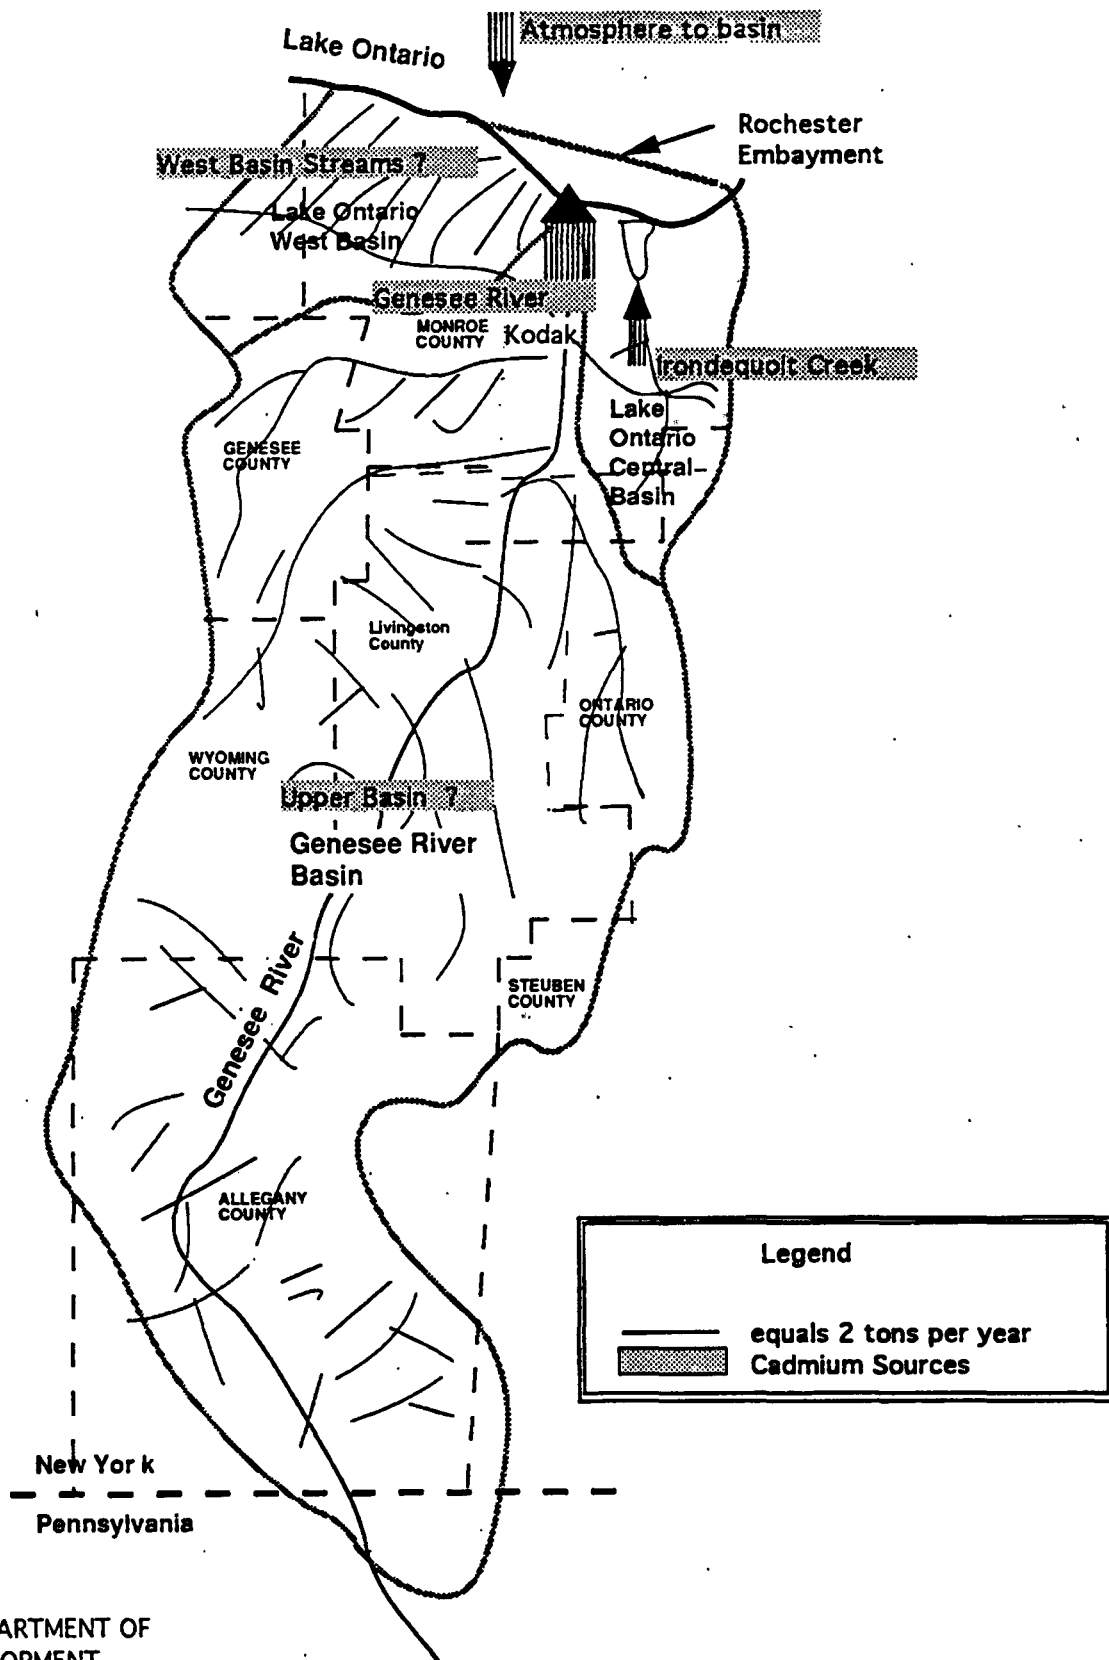 Atmosphere to basin
Lake Ontario
Rochester
Embayment
West Basin Streams ?
Lake Ontario
West Basin
Genesee River
MONROE
COUNTY
Kodak
Irondequoit Creek
Lake
Ontario
Central
Basin
GENESEE
COUNTY
Livingston
County
ONTARIO
COUNTY
WYOMING
COUNTY
Upper Basin ?
Genesee River
Basin
Genesee River
STEUBEN
COUNTY
ALLEGANY
COUNTY
Legend
equals 2 tons per year
Cadmium Sources
New York
Pennsylvania
ARTMENT OF